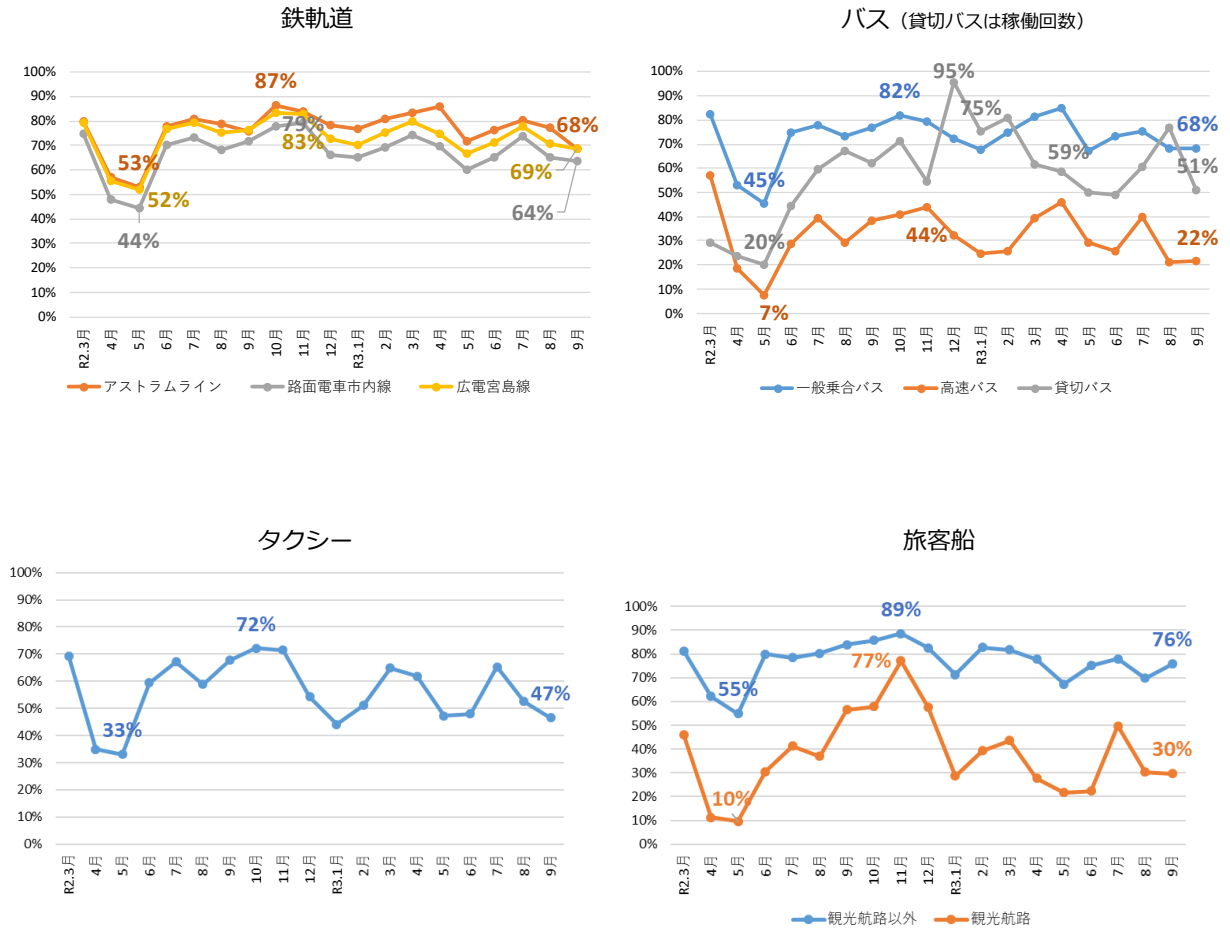 鉄軌道
100%
90%
80%
70%
60%
50%
40%
30%
20%
10%
0%
87%
53%
52%
44%
79%
83%
68%
69%
64%
R2.3月
4月
5月
6月
7月
8月
9月
10月
11月
12月
R3.1月
2月
3月
4月
5月
6月
7月
8月
9月
アストラムライン
路面電車市内線
広電宮島線
バス（貸切バスは稼働回数）
100%
90%
80%
70%
60%
50%
40%
30%
20%
10%
0%
95%
82%
75%
68%
59%
51%
45%
44%
20%
22%
7%
R2.3月
4月
5月
6月
7月
8月
9月
10月
11月
12月
R3.1月
2月
3月
4月
5月
6月
7月
8月
9月
一般乗合バス
高速バス
貸切バス
タクシー
100%
90%
80%
70%
60%
50%
40%
30%
20%
10%
0%
72%
33%
47%
R2.3月
4月
5月
6月
7月
8月
9月
10月
11月
12月
R3.1月
2月
3月
4月
5月
6月
7月
8月
9月
旅客船
100%
90%
80%
70%
60%
50%
40%
30%
20%
10%
0%
89%
77%
76%
55%
30%
10%
R2.3月
4月
5月
6月
7月
8月
9月
10月
11月
12月
R3.1月
2月
3月
4月
5月
6月
7月
8月
9月
観光航路以外
観光航路